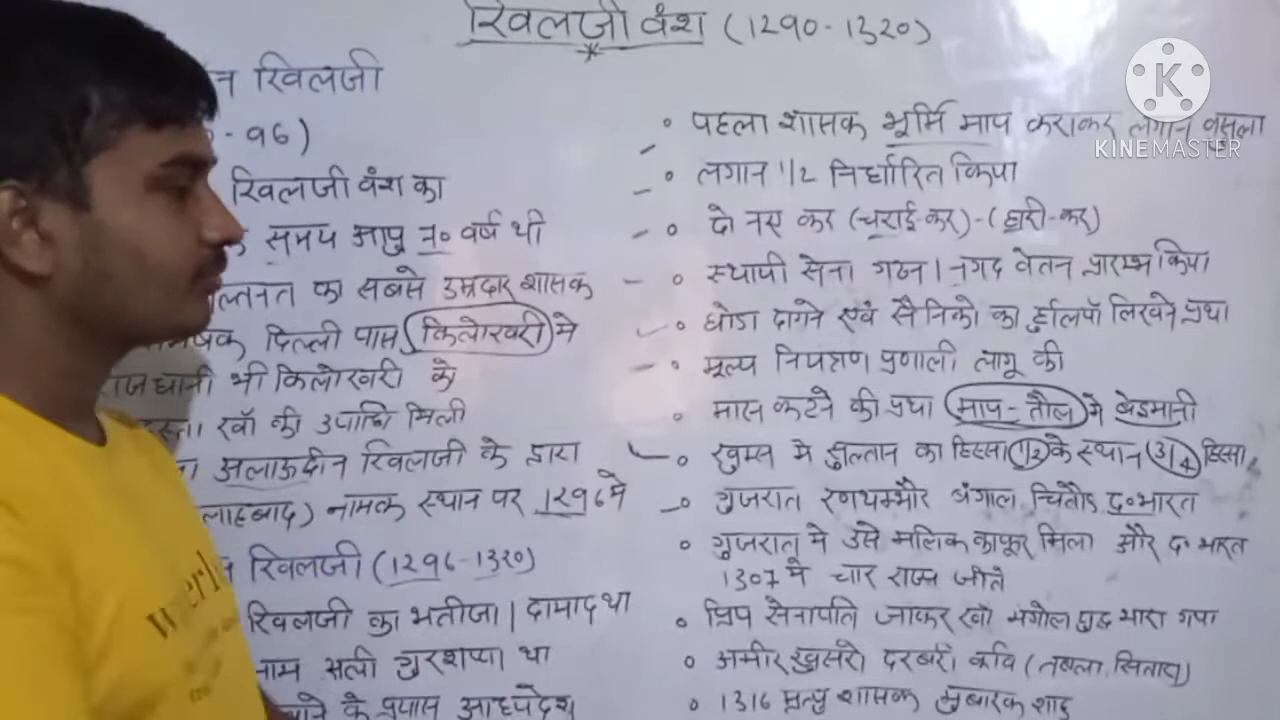 खिलजी वंश (1290-1320)
न खिलजी
- 96)
खिलजी वंश का
समय आयु 70 वर्ष थी
ल्तनत का सबसे उम्रदार शासक
दिल्ली पास किलोखरी मे
राजधानी भी किलोखरी के
खाँ की उपाधि मिली
अलाऊदीन खिलजी के द्वारा
लाहबाद) नामक स्थान पर 1296 मे
खिलजी (1296-1320)
खिलजी का भतीजा | दामाद था
नाम अली गुरशप्पा था
के प्रयास
• पहला शासक भूमि माप कराकर लगान वसुला
• लगान 1/2 निर्धारित किया
• दो नए कर (चराई-कर)-(हारी-कर)
• स्थायी सेना गठन | नगद वेतन प्रारम्भ किया
• घोडा दागने एवं सैनिको का हुलिया लिखने प्रथा
• मूल्य नियंत्रण प्रणाली लागू की
• मास कटने की प्रथा माप-तौल मे बेइमानी
• खुम्स मे सुल्तान का हिस्सा 1/2 के स्थान 3/4 हिस्सा
• गुजरात रणथम्भौर बंगाल चितौड द० भारत
• गुजरात मे उसे मलिक काफूर मिला और द० भारत
1307 मे चार राज्य जीते
• प्रिय सेनापति जाफर खाँ मंगोल युद्ध मारा गया
• अमीर खुसरो दरबारी कवि (तबला, सितार)
• 1316 मृत्यु शासक मुबारक शाह
K
KINEMASTER